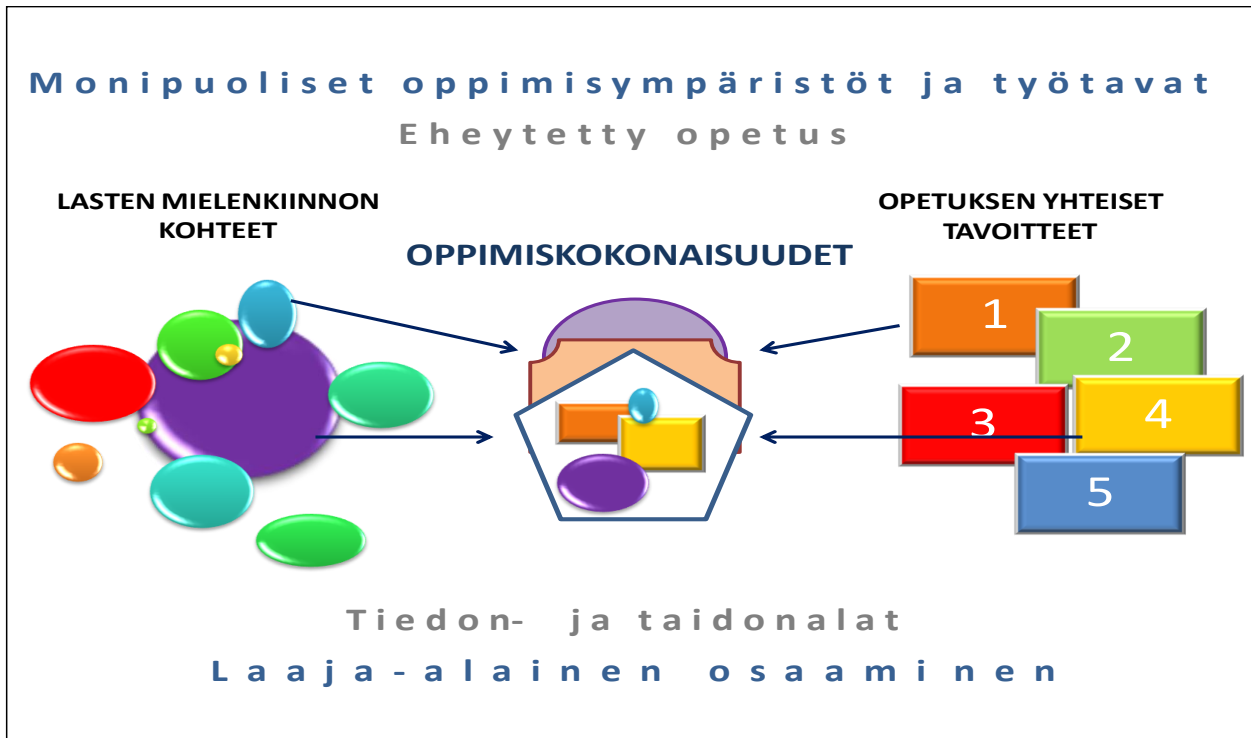 Monipuoliset oppimisympäristöt ja työtavat
Eheytetty opetus
LASTEN MIELENKIINNON
KOHTEET
OPPIMISKOKONAISUUDET
OPETUKSEN YHTEISET
TAVOITTEET
1
2
3
4
5
Tiedon- ja taidonalat
Laaja-alainen osaaminen